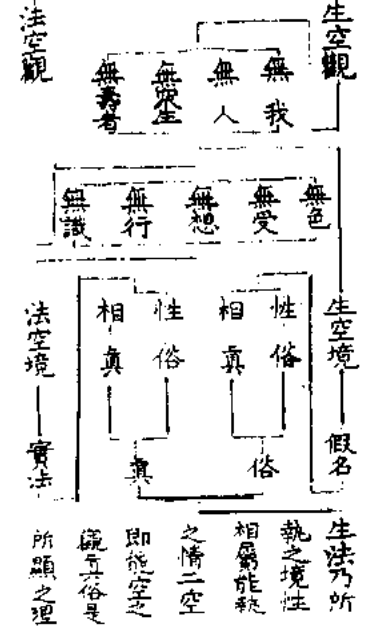 生空觀
無我
無人
無眾生
無壽者
法空觀
無色
無受
無想
無行
無識
生空境
性俗
相真
性俗
相真
法空境
假名
俗
真
實法
生法乃所
執之境性
相屬能執
之情二空
即能空之
觀真俗是
所顯之理